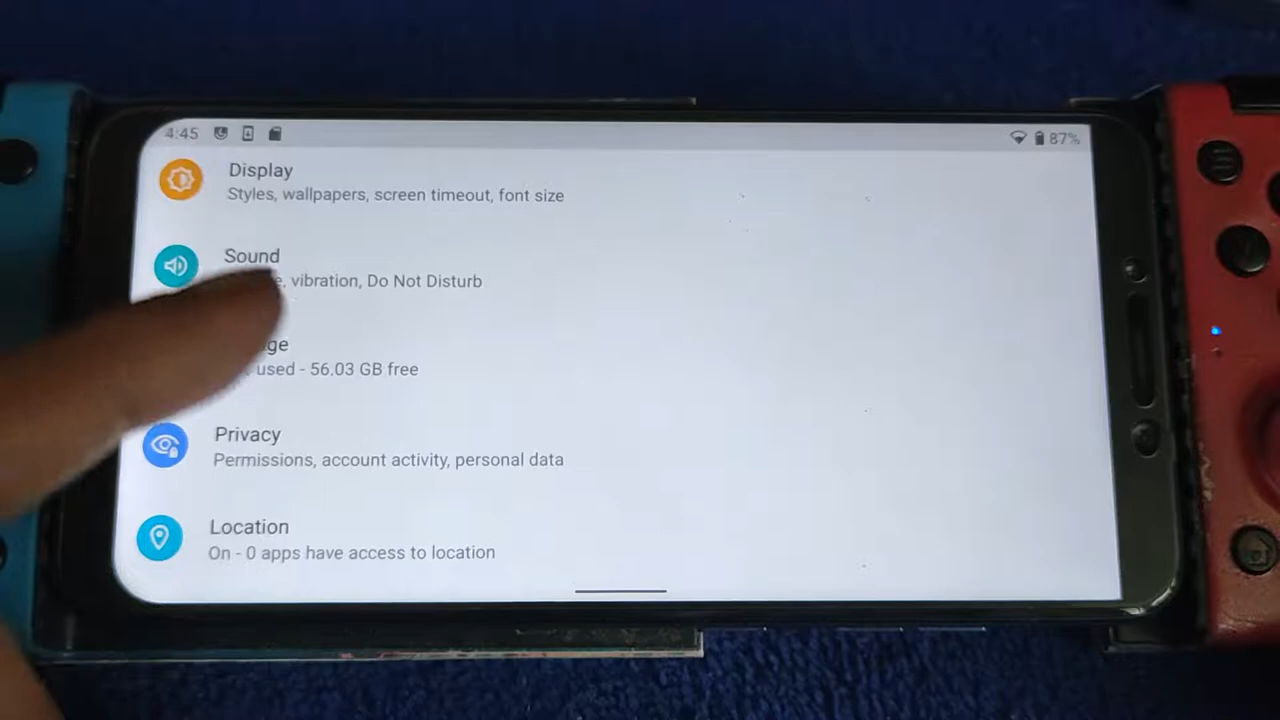 4:45
87%
Display
Styles, wallpapers, screen timeout, font size
Sound
vibration, Do Not Disturb
used - 56.03 GB free
Privacy
Permissions, account activity, personal data
Location
On - 0 apps have access to location
Y